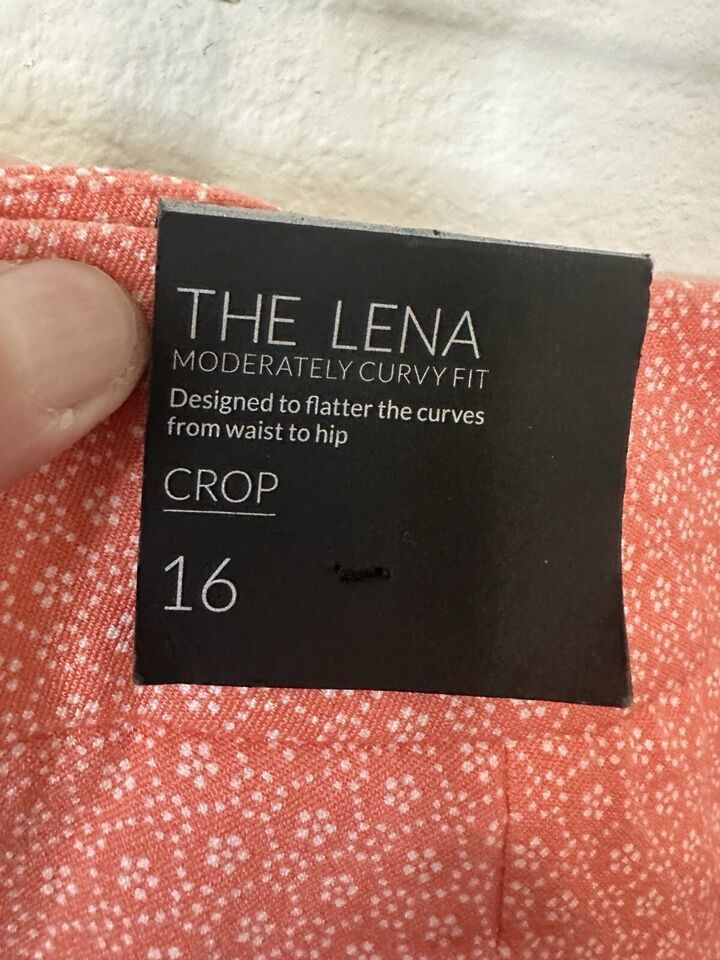 THE LENA
MODERATELY CURVY FIT
Designed to flatter the curves
from waist to hip
CROP
16